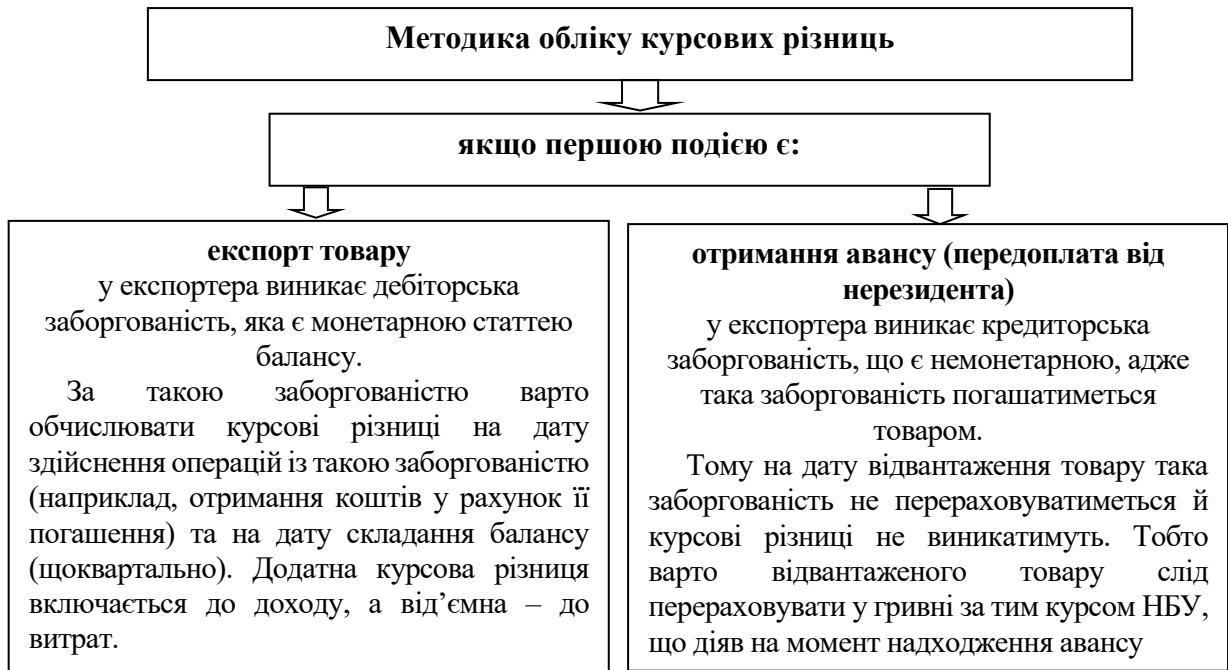 Методика обліку курсових різниць
якщо першою подією є:
експорт товару
у експортера виникає дебіторська
заборгованість, яка є монетарною статтею
балансу.
За такою заборгованістю варто
обчислювати курсові різниці на дату
здійснення операцій із такою заборгованістю
(наприклад, отримання коштів у рахунок її
погашення) та на дату складання балансу
(щоквартально). Додатна курсова різниця
включається до доходу, а від’ємна – до
витрат.
отримання авансу (передоплата від
нерезидента)
у експортера виникає кредиторська
заборгованість, що є немонетарною, адже
така заборгованість погашатиметься
товаром.
Тому на дату відвантаження товару така
заборгованість не перераховуватиметься й
курсові різниці не виникатимуть. Тобто
варто відвантаженого товару слід
перераховувати у гривні за тим курсом НБУ,
що діяв на момент надходження авансу